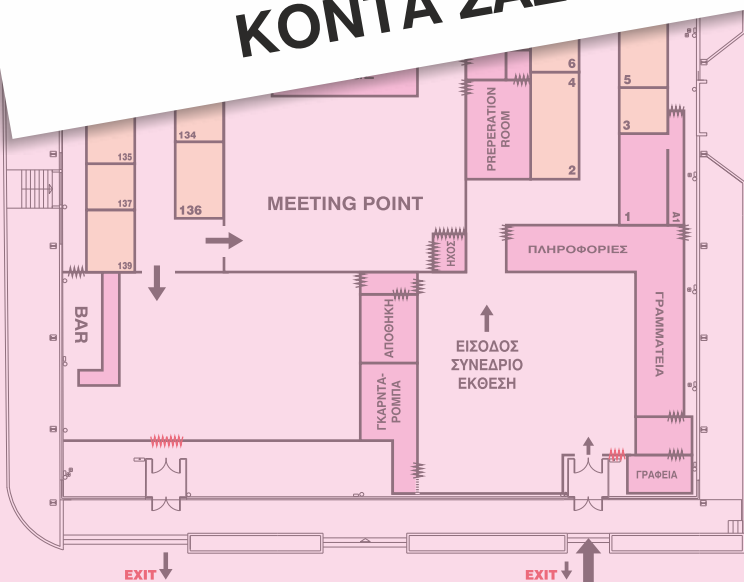 ΚΟΝΤΑ
6
4
2
5
3
1
A1
134
136
135
137
139
PREPERATION
ROOM
MEETING POINT
ΗΧΟΣ
ΠΛΗΡΟΦΟΡΙΕΣ
ΓΡΑΜΜΑΤΕΙΑ
BAR
ΑΠΟΘΗΚΗ
ΓΚΑΡΝΤΑ-
ΡΟΜΠΑ
ΕΙΣΟΔΟΣ
ΣΥΝΕΔΡΙΟ
ΕΚΘΕΣΗ
ΓΡΑΦΕΙΑ
EXIT
EXIT